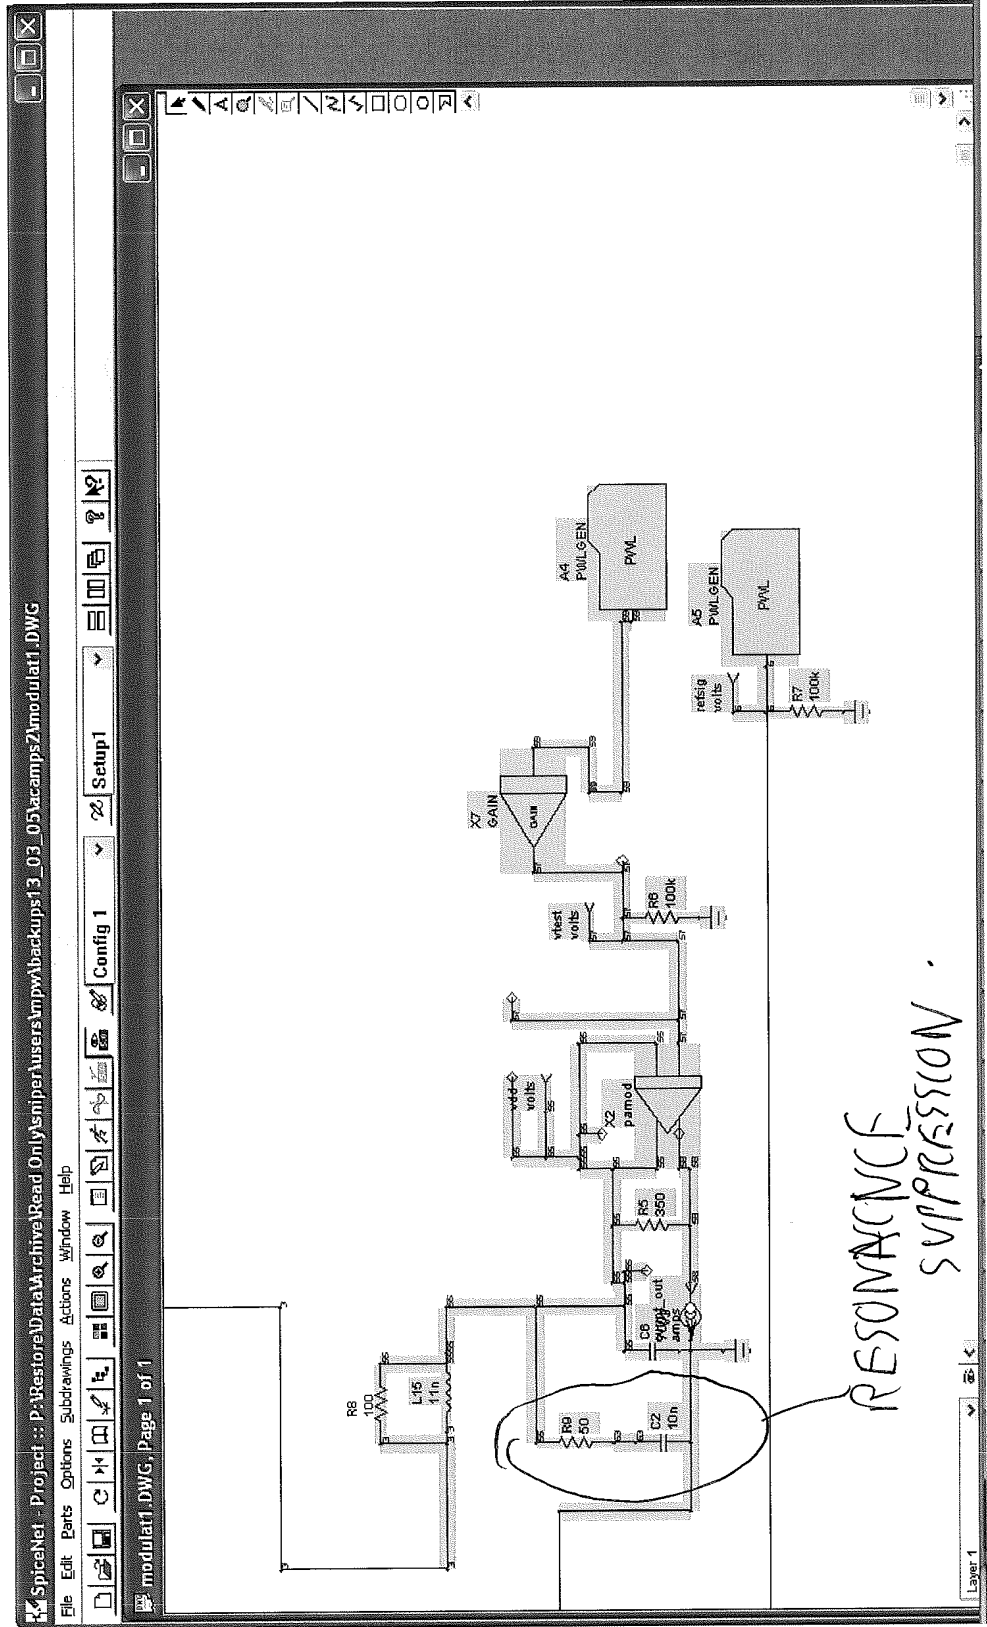 SpiceNet - Project :: P:\Restore\Data\Archive\Read Only\sniper\users\mpw\backups13_03_05\acamps2\modulat1.DWG
File Edit Parts Options Subdrawings Actions Window Help
Config 1
Setup1
modulat1.DWG, Page 1 of 1
R8
100
L15
11n
R9
50
C2
10n
C6
amps
R5
350
vdd
volts
X2
pamod
vtest
volts
R6
100k
X7
GAIN
GAIN
A4
PWLGEN
PWL
refsig
volts
R7
100k
A5
PWLGEN
PWL
RESONANCE
SUPPRESSION.
Layer 1